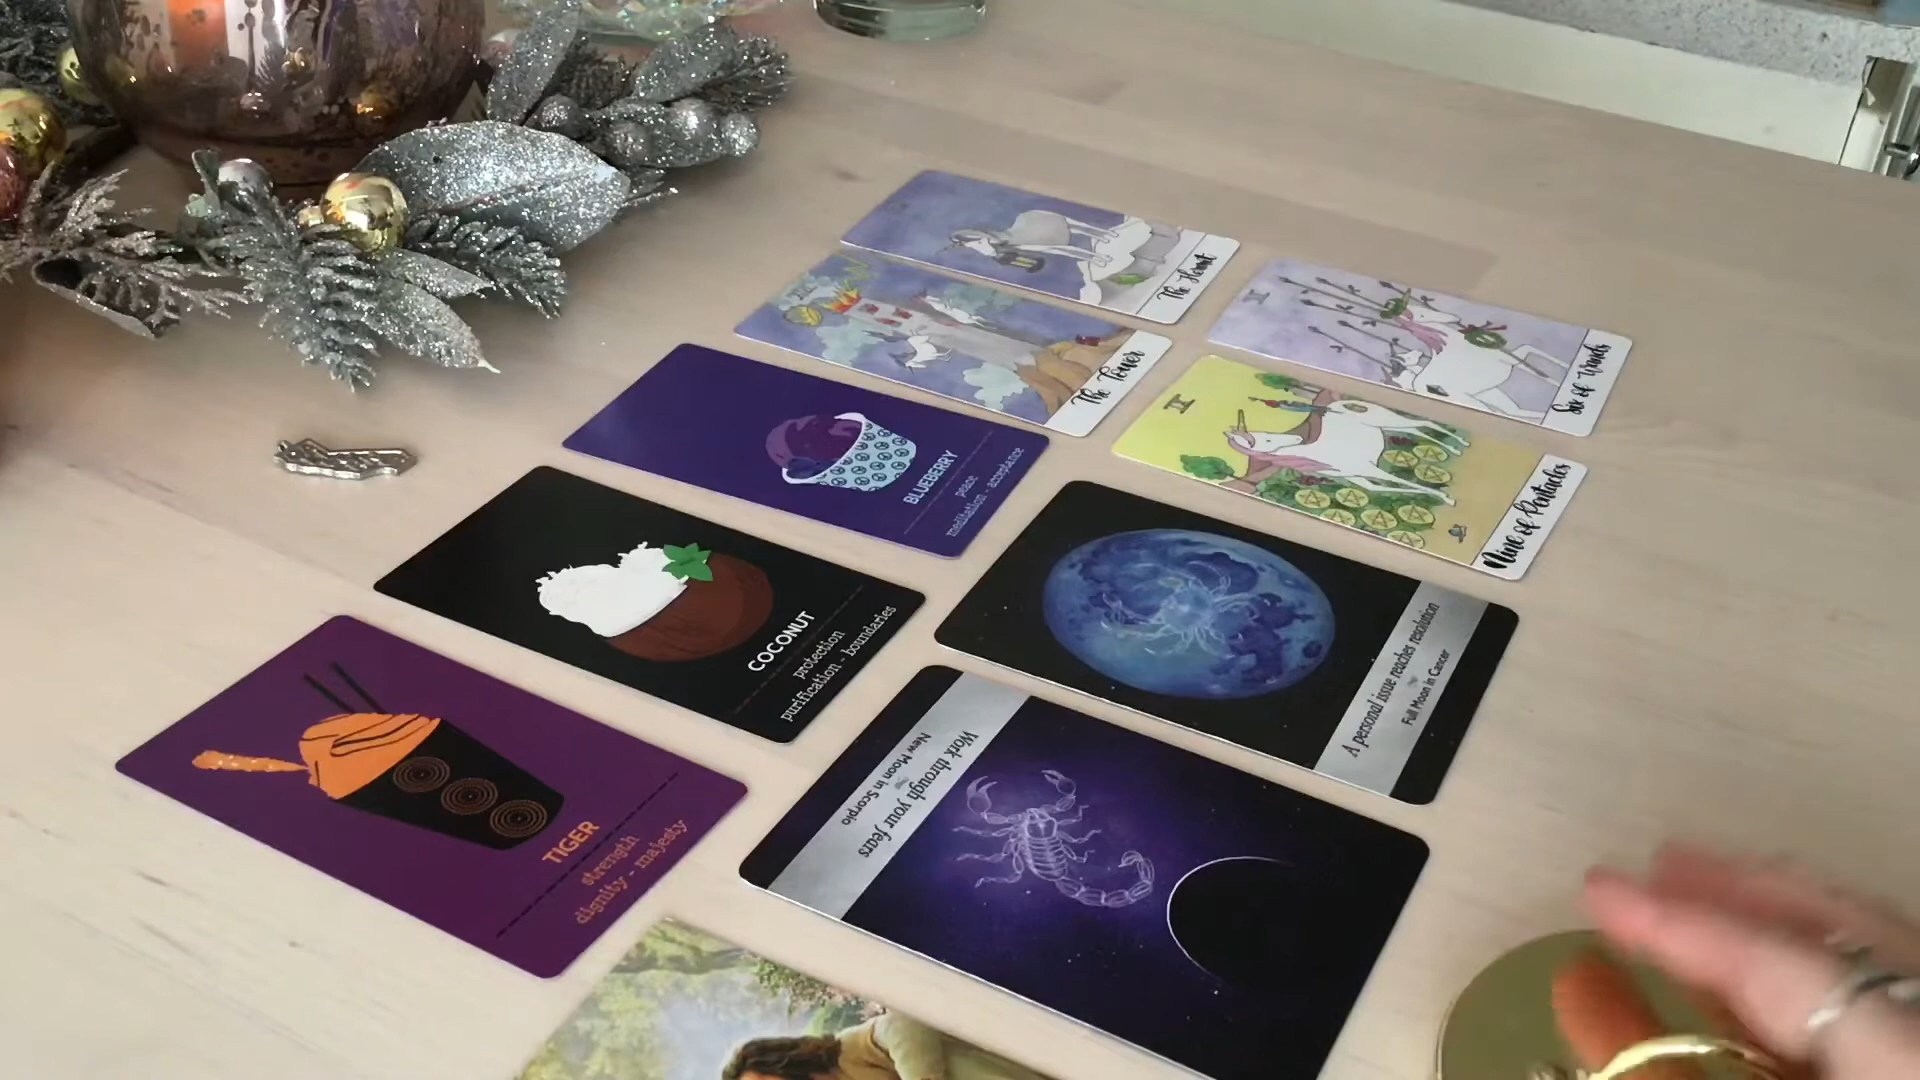 The Hermit
The Tower
Six of Wands
II
Nine of Pentacles
BLUEBERRY
peace
meditation - acceptance
COCONUT
protection
purification - boundaries
A personal issue reaches resolution
Full Moon in Cancer
TIGER
strength
dignity - majesty
Work through your fears
New Moon in Scorpio